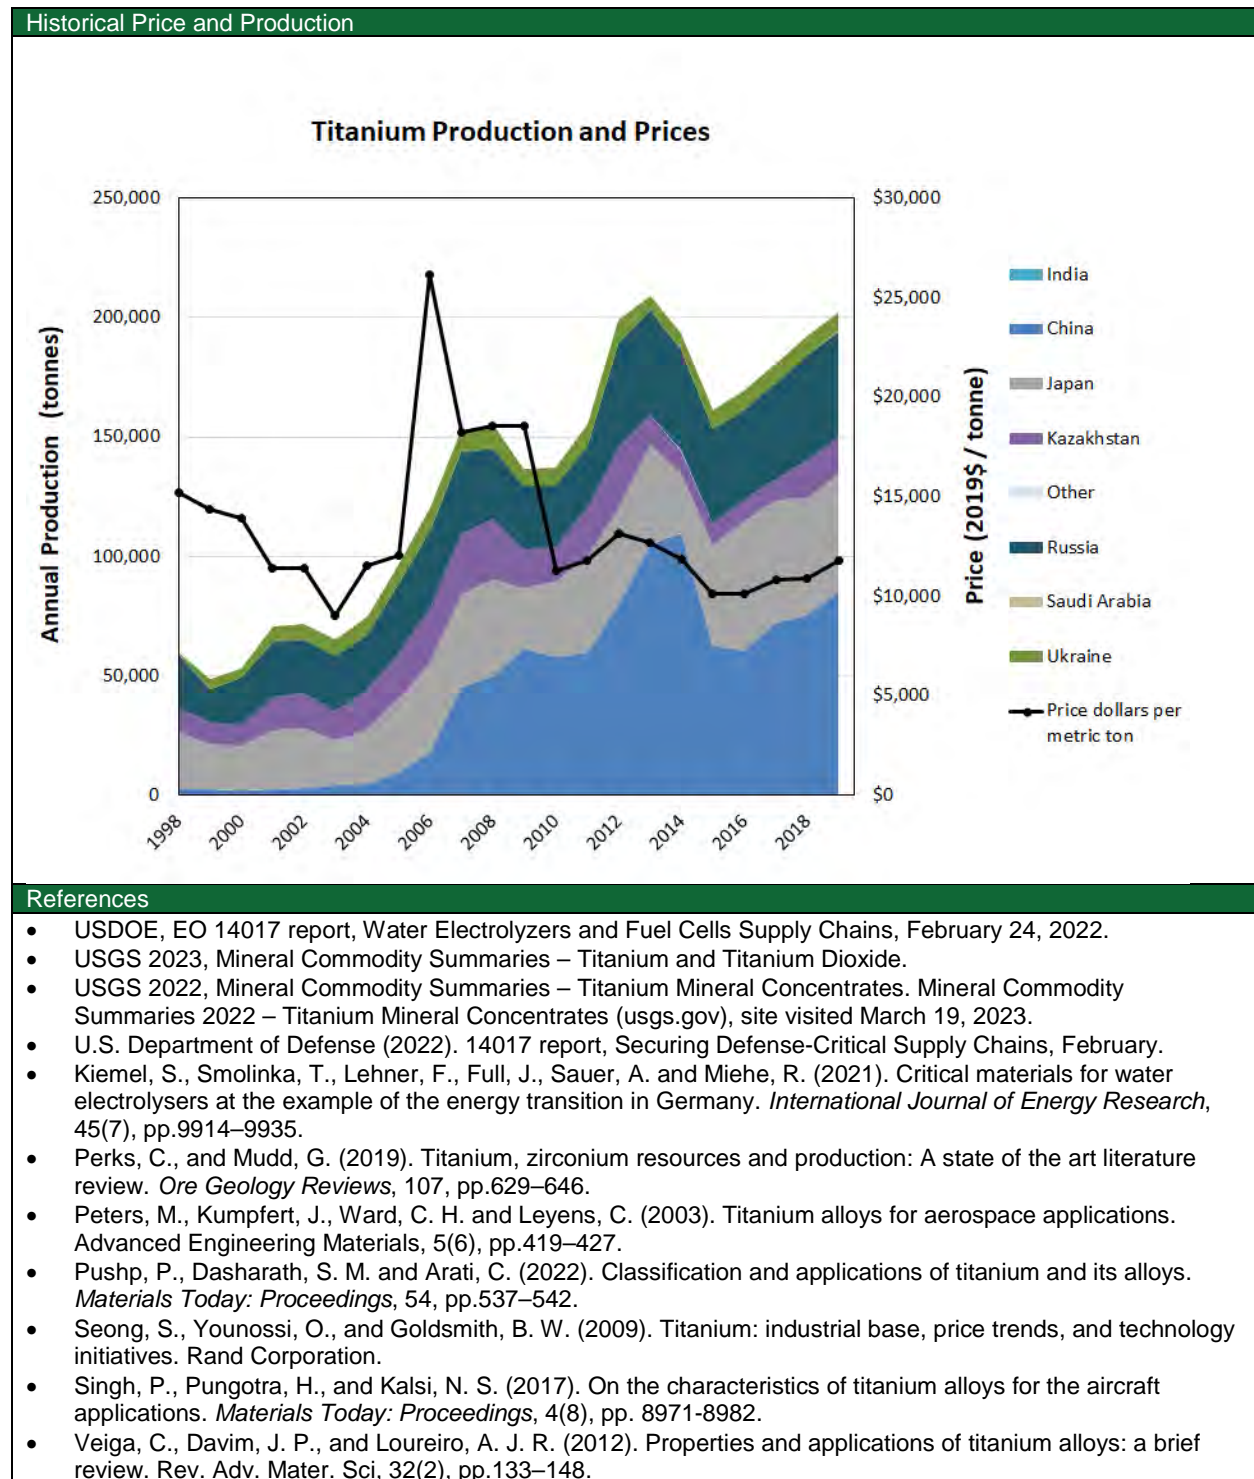 Historical Price and Production
Titanium Production and Prices
Annual Production (tonnes)
250,000
200,000
150,000
100,000
50,000
0
1998
2000
2002
2004
2006
2008
2010
2012
2014
2016
2018
$30,000
$25,000
$20,000
$15,000
$10,000
$5,000
$0
Price (2019$ / tonne)
India
China
Japan
Kazakhstan
Other
Russia
Saudi Arabia
Ukraine
Price dollars per
metric ton
References
• USDOE, EO 14017 report, Water Electrolyzers and Fuel Cells Supply Chains, February 24, 2022.
• USGS 2023, Mineral Commodity Summaries – Titanium and Titanium Dioxide.
• USGS 2022, Mineral Commodity Summaries – Titanium Mineral Concentrates. Mineral Commodity
Summaries 2022 – Titanium Mineral Concentrates (usgs.gov), site visited March 19, 2023.
• U.S. Department of Defense (2022). 14017 report, Securing Defense-Critical Supply Chains, February.
• Kiemel, S., Smolinka, T., Lehner, F., Full, J., Sauer, A. and Miehe, R. (2021). Critical materials for water
electrolysers at the example of the energy transition in Germany. International Journal of Energy Research,
45(7), pp.9914–9935.
• Perks, C., and Mudd, G. (2019). Titanium, zirconium resources and production: A state of the art literature
review. Ore Geology Reviews, 107, pp.629–646.
• Peters, M., Kumpfert, J., Ward, C. H. and Leyens, C. (2003). Titanium alloys for aerospace applications.
Advanced Engineering Materials, 5(6), pp.419–427.
• Pushp, P., Dasharath, S. M. and Arati, C. (2022). Classification and applications of titanium and its alloys.
Materials Today: Proceedings, 54, pp.537–542.
• Seong, S., Younossi, O., and Goldsmith, B. W. (2009). Titanium: industrial base, price trends, and technology
initiatives. Rand Corporation.
• Singh, P., Pungotra, H., and Kalsi, N. S. (2017). On the characteristics of titanium alloys for the aircraft
applications. Materials Today: Proceedings, 4(8), pp. 8971-8982.
• Veiga, C., Davim, J. P., and Loureiro, A. J. R. (2012). Properties and applications of titanium alloys: a brief
review. Rev. Adv. Mater. Sci, 32(2), pp.133–148.